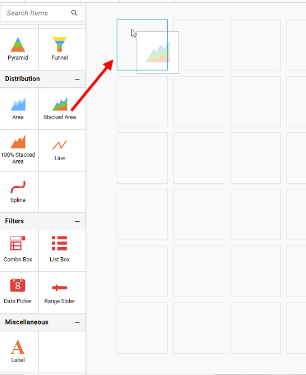 Search Items
Pyramid
Funnel
Distribution
Area
Stacked Area
100% Stacked
Area
Line
Spline
Filters
Combo Box
List Box
8
Date Picker
Range Slider
Miscellaneous
A
Label